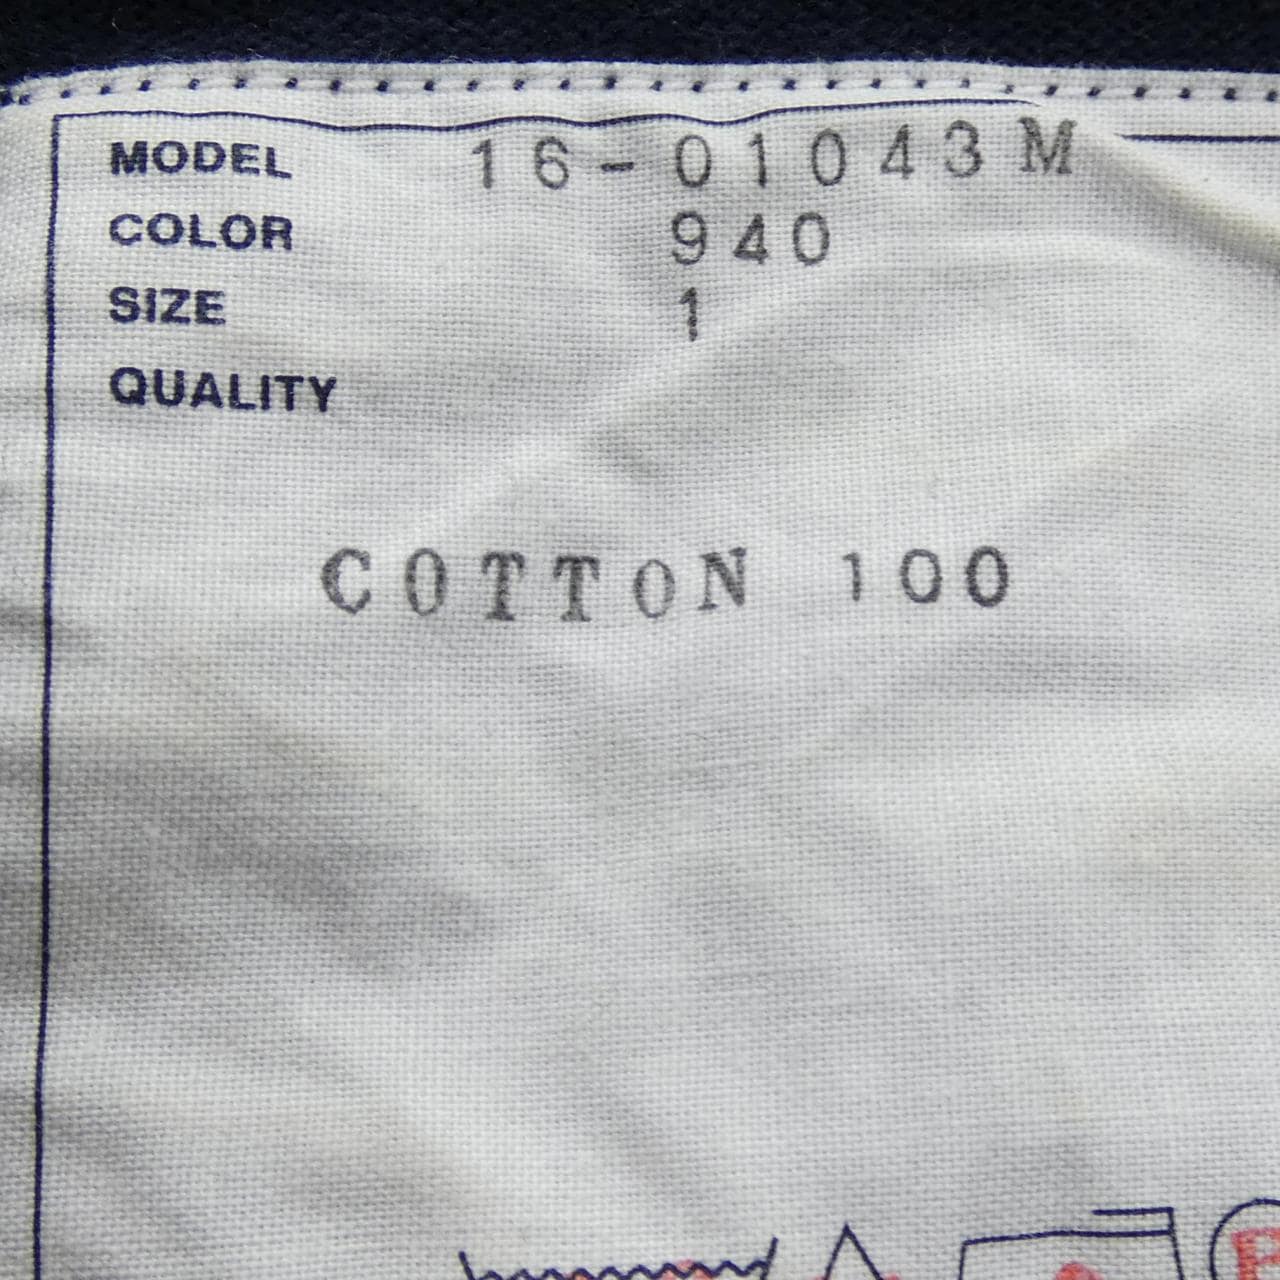 MODEL 16-01043M
COLOR 940
SIZE 1
QUALITY
COTTON 100